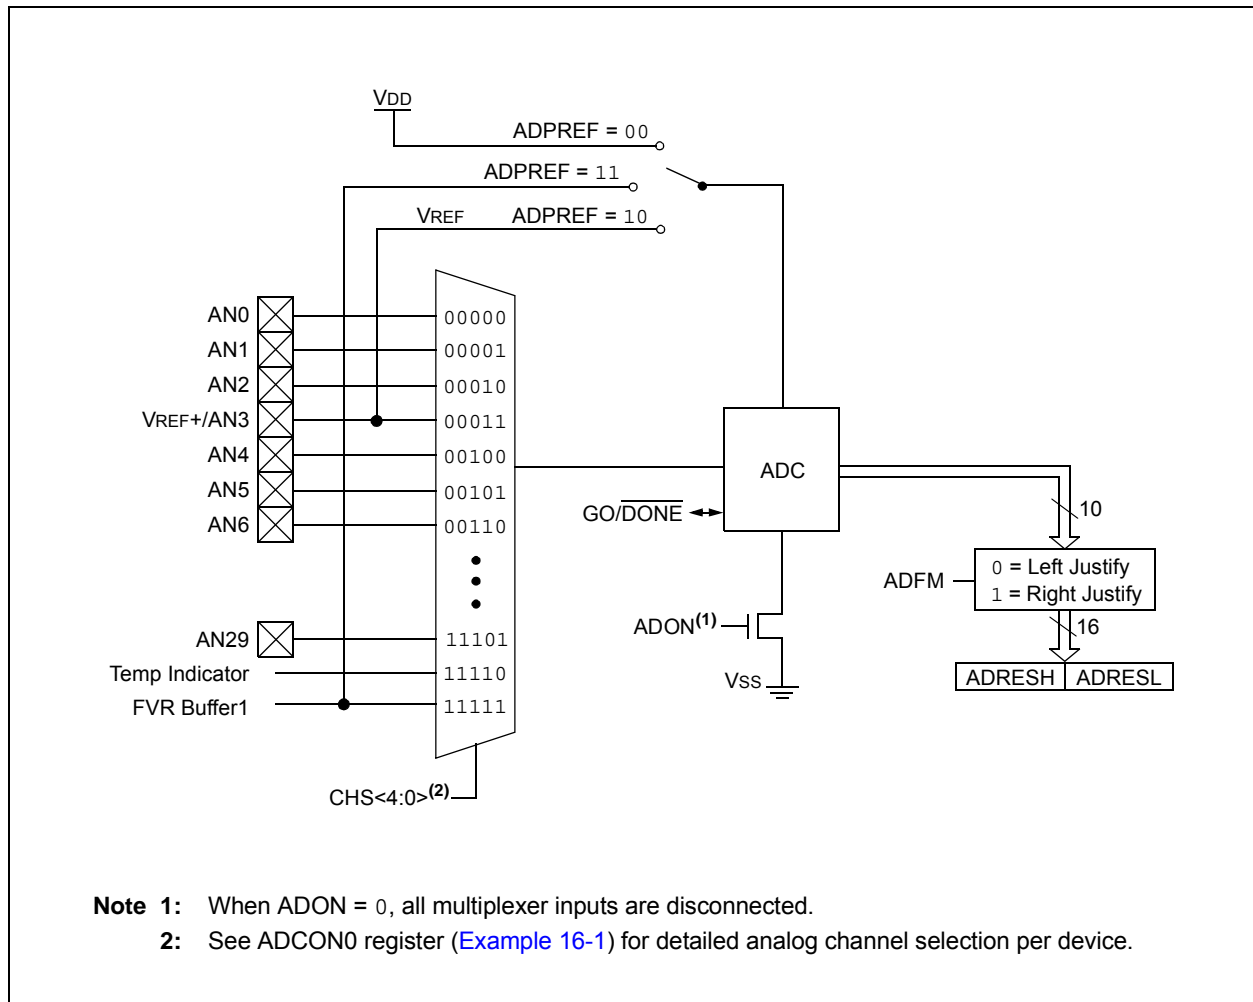 VDD
ADPREF = 00
ADPREF = 11
VREF ADPREF = 10
AN0
00000
AN1
00001
AN2
00010
VREF+/AN3
00011
AN4
00100
AN5
00101
AN6
00110
ADC
GO/DONE
10
ADFM
0 = Left Justify
1 = Right Justify
16
ADRESH ADRESL
AN29
11101
Temp Indicator
11110
FVR Buffer1
11111
ADON(1)
VSS
CHS<4:0>(2)
Note 1: When ADON = 0, all multiplexer inputs are disconnected.
2: See ADCON0 register (Example 16-1) for detailed analog channel selection per device.